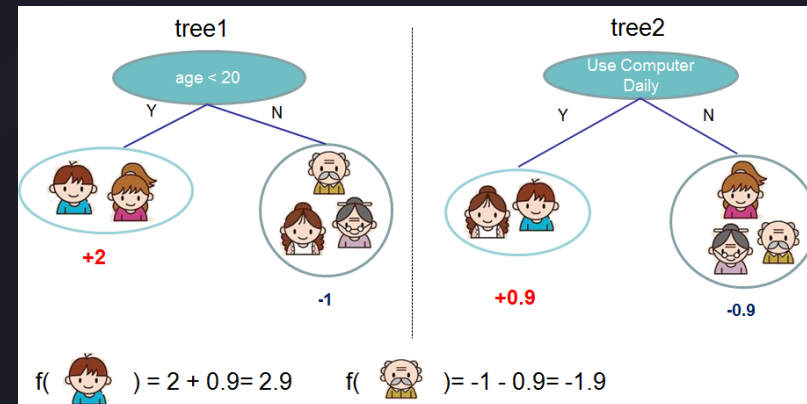 tree1
tree2
age < 20
Use Computer
Daily
Y
N
Y
N
+2
-1
+0.9
-0.9
f( ) = 2 + 0.9= 2.9
f( )= -1 - 0.9= -1.9